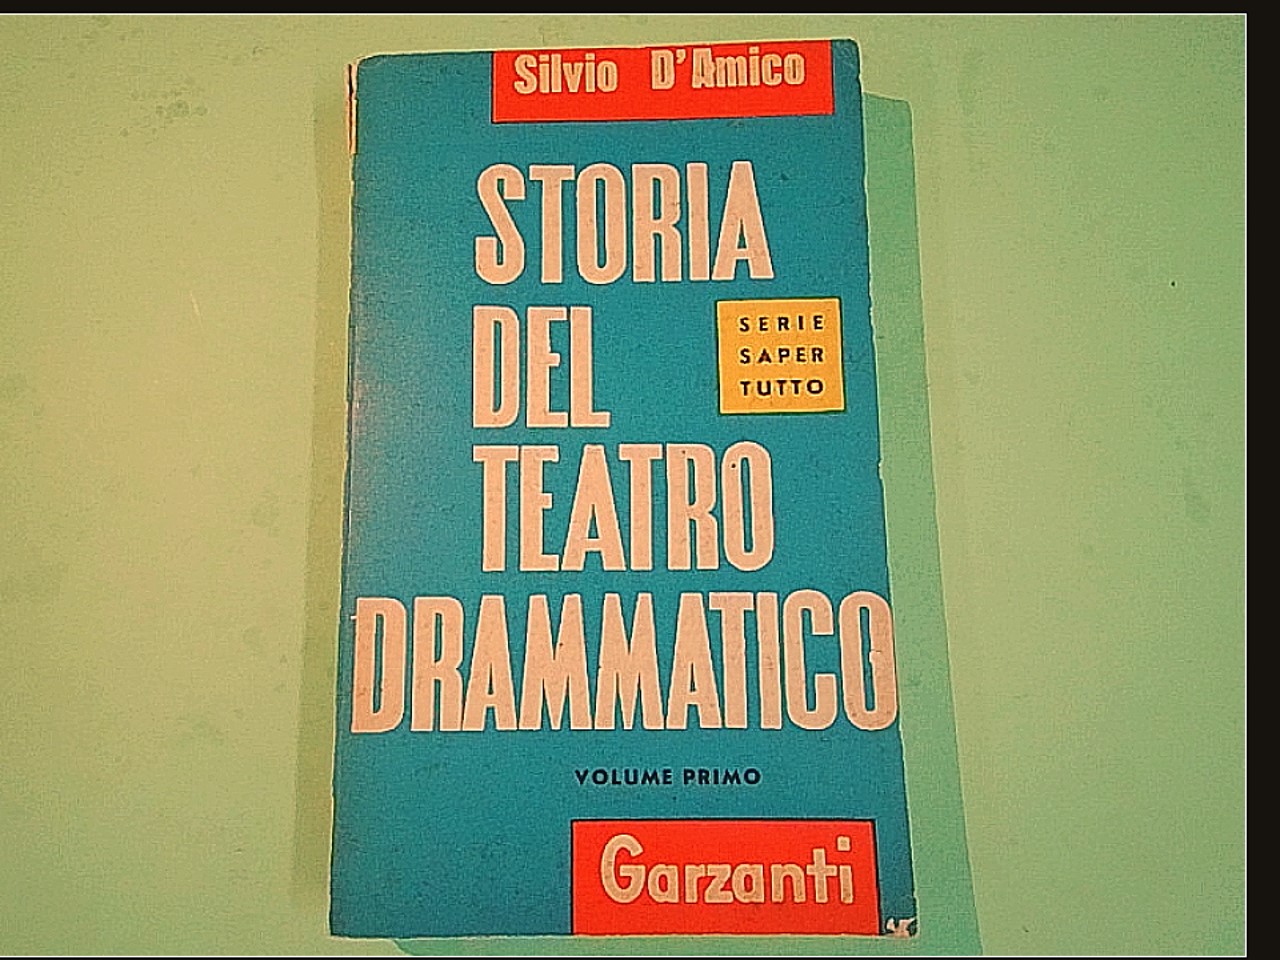 Silvio D'Amico
STORIA
DEL
SERIE
SAPER
TUTTO
TEATRO
DRAMMATICO
VOLUME PRIMO
Garzanti